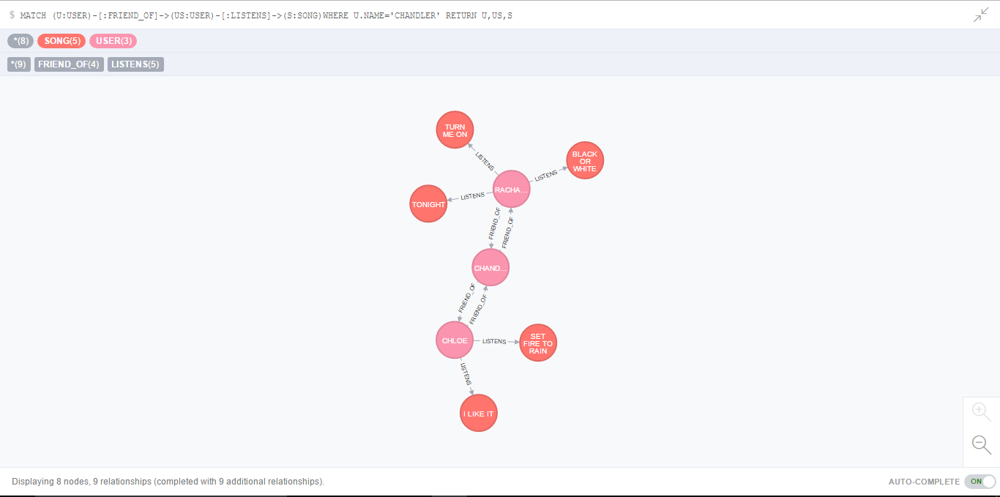 $ MATCH (U:USER)-[:FRIEND_OF]->(US:USER)-[:LISTENS]->(S:SONG)WHERE U.NAME='CHANDLER' RETURN U,US,S
*(8) SONG(5) USER(3)
*(9) FRIEND_OF(4) LISTENS(5)
TURN
ME ON
BLACK
OR
WHITE
LISTENS
LISTENS
RACHA...
LISTENS
TONIGHT
FRIEND_OF
FRIEND_OF
CHAND...
FRIEND_OF
FRIEND_OF
CHLOE
LISTENS
SET
FIRE TO
RAIN
LISTENS
I LIKE IT
Displaying 8 nodes, 9 relationships (completed with 9 additional relationships).
AUTO-COMPLETE ON